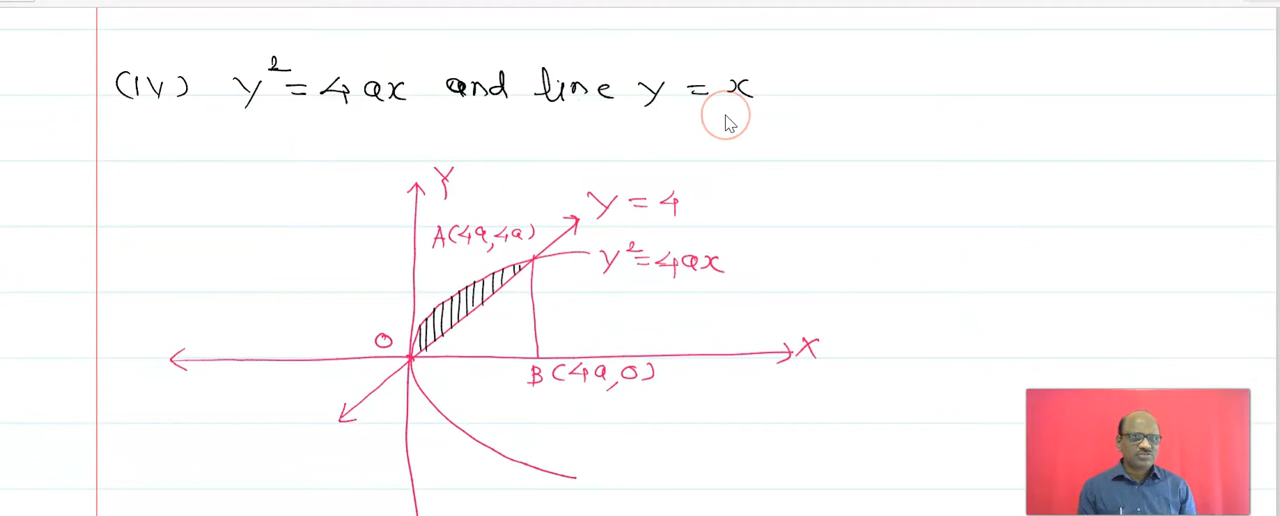 (IV) y² = 4ax and line y = x
Y
y = 4
A(4a,4a)
y² = 4ax
O
X
B(4a,0)